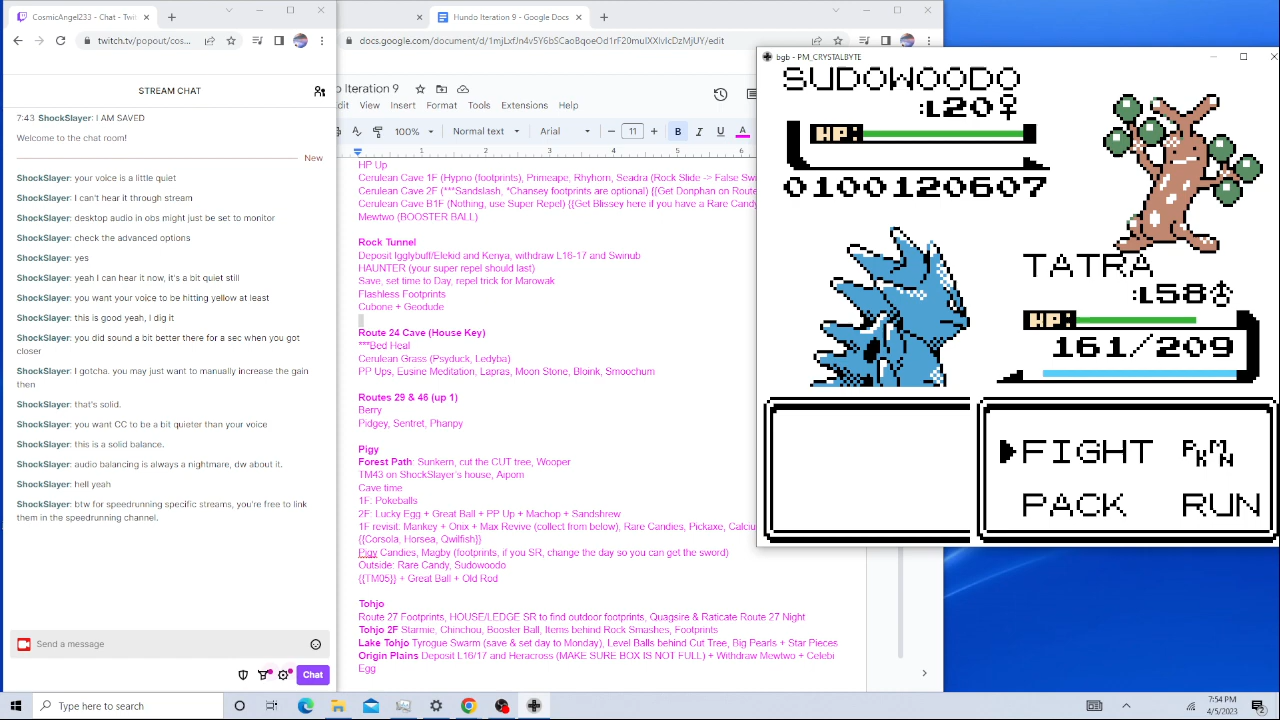 CosmicAngel233 - Chat - Twit
Hundo Iteration 9 - Google Docs
twitch.tv/popout/cos...
docs.google.com/document/d/
STREAM CHAT
7:43 ShockSlayer: I AM SAVED
Welcome to the chat room!
New
ShockSlayer: your voice is a little quiet
ShockSlayer: I can't hear it through stream
ShockSlayer: desktop audio in obs might just be set to monitor
ShockSlayer: check the advanced options
ShockSlayer: yes
ShockSlayer: yeah I can hear it now, it's a bit quiet still
ShockSlayer: you want your voice to be hitting yellow at least
ShockSlayer: this is good yeah, I dig it
ShockSlayer: you did sound a bit better there for a sec when you got
closer
ShockSlayer: I gotcha. you may just want to manually increase the gain
then
ShockSlayer: that's solid.
ShockSlayer: you want CC to be a bit quieter than your voice
ShockSlayer: this is a solid balance.
ShockSlayer: audio balancing is always a nightmare, dw about it.
ShockSlayer: hell yeah
ShockSlayer: btw for speedrunning specific streams, you're free to link
them in the speedrunning channel.
Send a message
Chat
do Iteration 9
dit View Insert Format Tools Extensions Help
100% Normal text Arial 11 B I U A
1 2 3 4 5 6
HP Up
Cerulean Cave 1F (Hypno (footprints), Primeape, Rhyhorn, Seadra (Rock Slide -> False Sw
Cerulean Cave 2F (***Sandslash, *Chansey footprints are optional) {{Get Donphan on Route
Cerulean Cave B1F (Nothing, use Super Repel) {{Get Blissey here if you have a Rare Candy
Mewtwo (BOOSTER BALL)
Rock Tunnel
Deposit Igglybuff/Elekid and Kenya, withdraw L16-17 and Swinub
HAUNTER (your super repel should last)
Save, set time to Day, repel trick for Marowak
Flashless Footprints
Cubone + Geodude
Route 24 Cave (House Key)
***Bed Heal
Cerulean Grass (Psyduck, Ledyba)
PP Ups, Eusine Meditation, Lapras, Moon Stone, Bloink, Smoochum
Routes 29 & 46 (up 1)
Berry
Pidgey, Sentret, Phanpy
Pigy
Forest Path: Sunkern, cut the CUT tree, Wooper
TM43 on ShockSlayer's house, Aipom
Cave time
1F: Pokeballs
2F: Lucky Egg + Great Ball + PP Up + Machop + Sandshrew
1F revisit: Mankey + Onix + Max Revive (collect from below), Rare Candies, Pickaxe, Calciu
{{Corsola, Horsea, Qwilfish}}
Pigy Candies, Magby (footprints, if you SR, change the day so you can get the sword)
Outside: Rare Candy, Sudowoodo
{{TM05}} + Great Ball + Old Rod
Tohjo
Route 27 Footprints, HOUSE/LEDGE SR to find outdoor footprints, Quagsire & Raticate Route 27 Night
Tohjo 2F Starmie, Chinchou, Booster Ball, Items behind Rock Smashes, Footprints
Lake Tohjo Tyrogue Swarm (save & set day to Monday), Level Balls behind Cut Tree, Big Pearls + Star Pieces
Origin Plains Deposit L16/17 and Heracross (MAKE SURE BOX IS NOT FULL) + Withdraw Mewtwo + Celebi
Egg
bgb - PM_CRYSTALBYTE
SUDOWOODO
:L20♀
HP:
0100120607
TATRA
:L58♂
HP:
161/209
FIGHT PKMN
PACK RUN
Type here to search
7:54 PM
4/5/2023
2